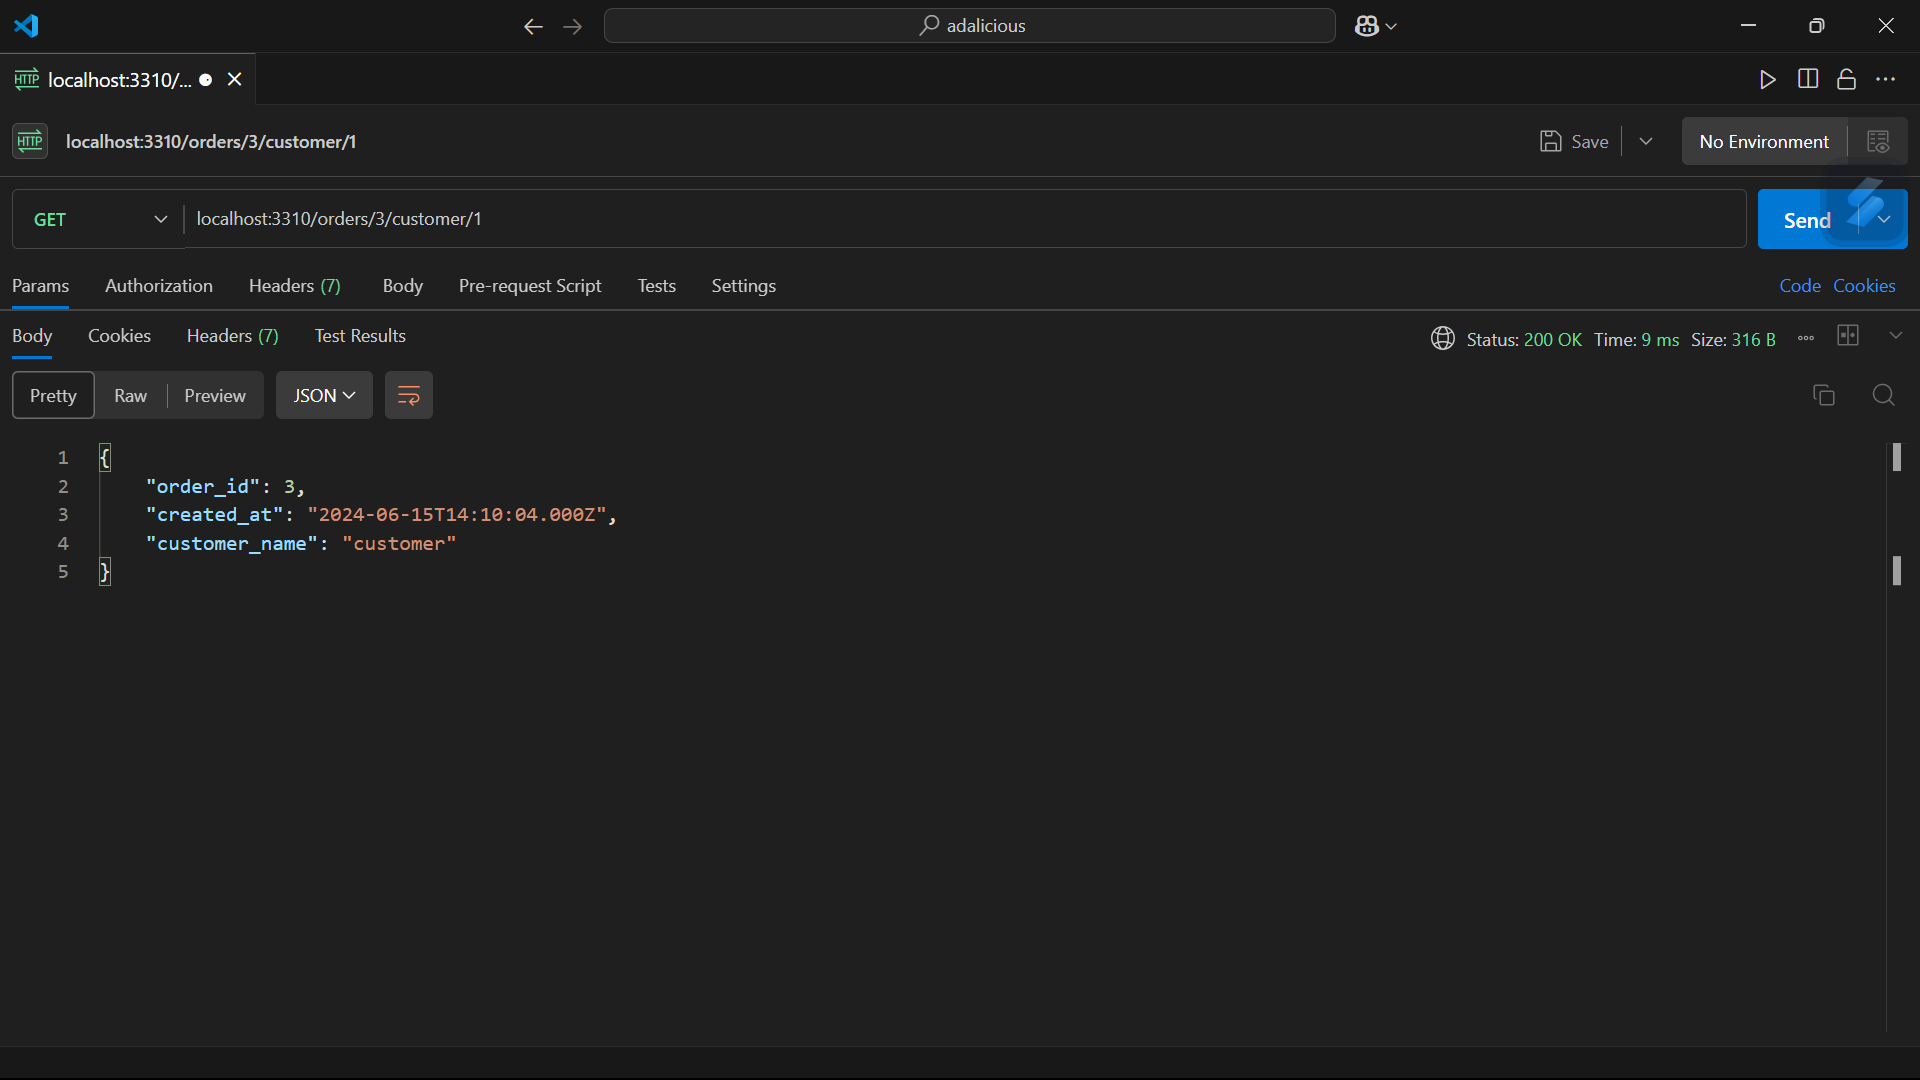 adalicious
HTTP localhost:3310/...
HTTP localhost:3310/orders/3/customer/1
Save
No Environment
GET localhost:3310/orders/3/customer/1
Send
Params Authorization Headers (7) Body Pre-request Script Tests Settings
Code Cookies
Body Cookies Headers (7) Test Results
Status: 200 OK Time: 9 ms Size: 316 B
Pretty Raw Preview JSON
1 {
2 "order_id": 3,
3 "created_at": "2024-06-15T14:10:04.000Z",
4 "customer_name": "customer"
5 }